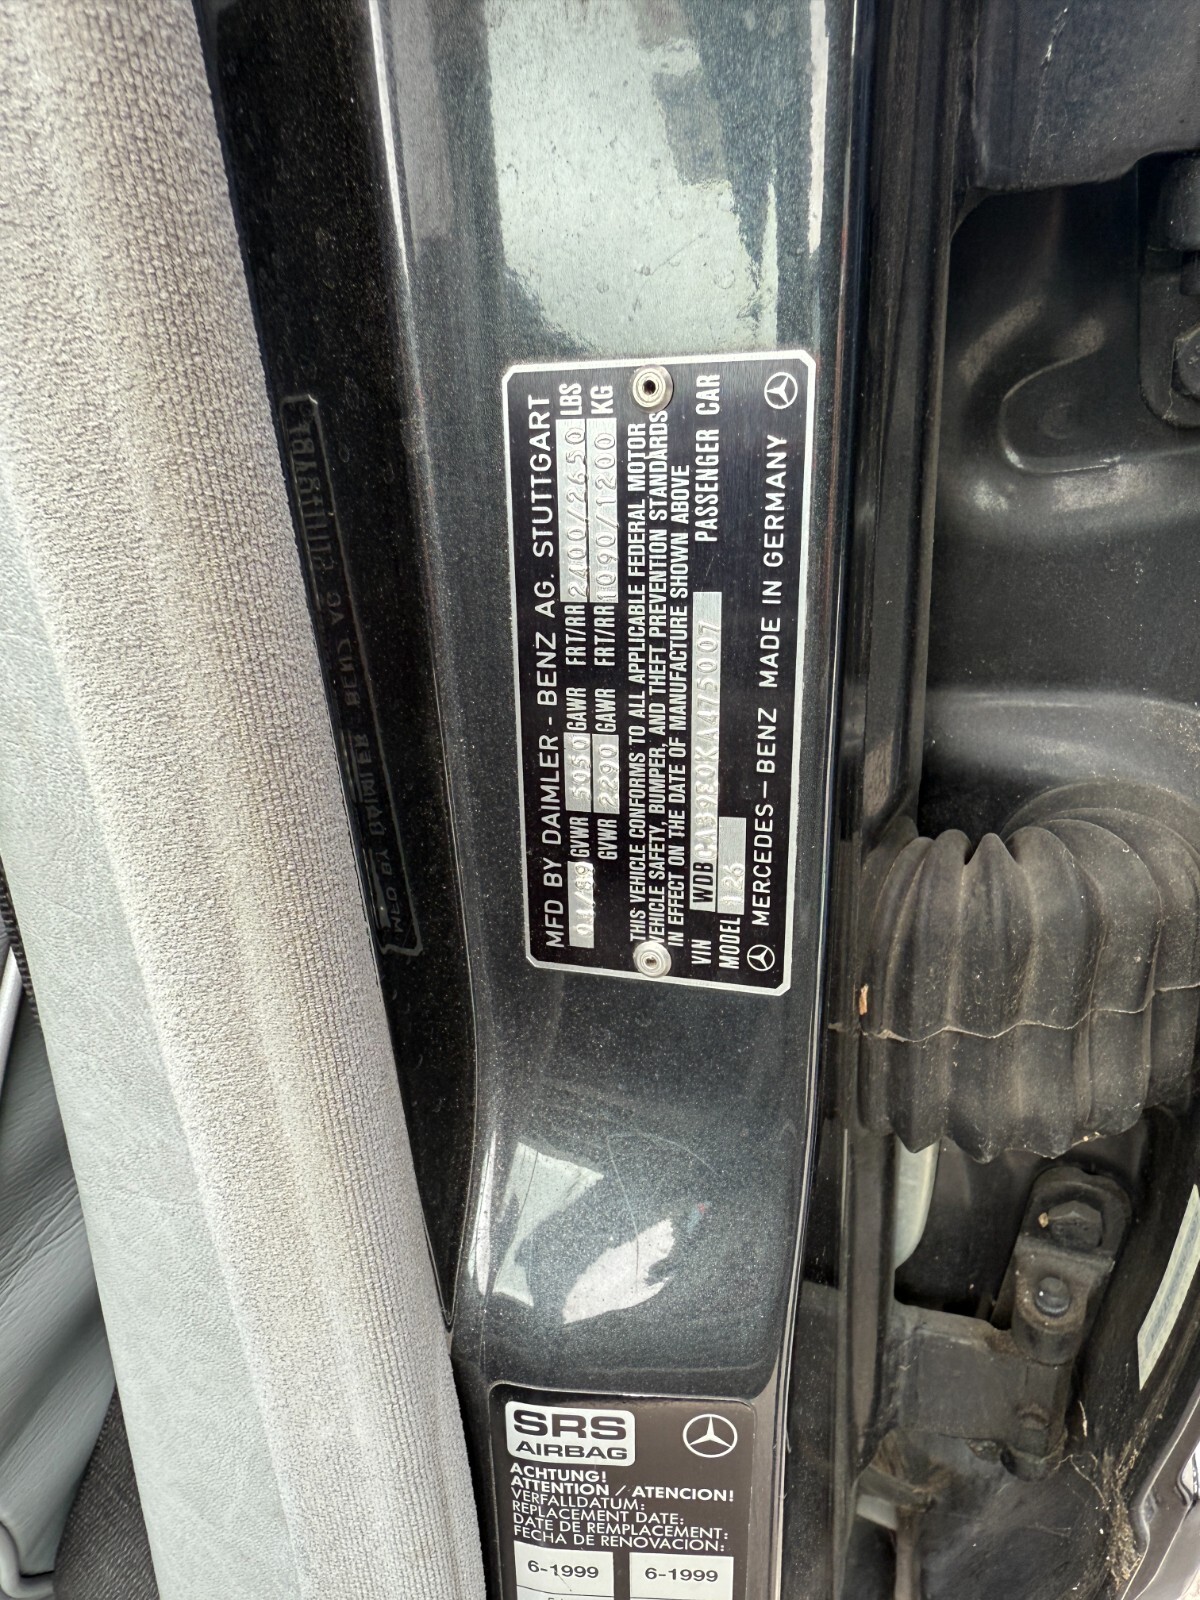 MFD BY DAIMLER - BENZ AG. STUTTGART
GVWR 5050 GAWR FRT/RR 2400/2650 LBS
GVWR 2290 GAWR FRT/RR 1090/1200 KG
THIS VEHICLE CONFORMS TO ALL APPLICABLE FEDERAL MOTOR
VEHICLE SAFETY, BUMPER, AND THEFT PREVENTION STANDARDS
IN EFFECT ON THE DATE OF MANUFACTURE SHOWN ABOVE
VIN PASSENGER CAR
MODEL 126
MERCEDES-BENZ MADE IN GERMANY
SRS
AIRBAG
ACHTUNG!
ATTENTION / ATENCION!
VERFALLDATUM:
REPLACEMENT DATE:
DATE DE REMPLACEMENT:
FECHA DE RENOVACION:
6-1999 6-1999